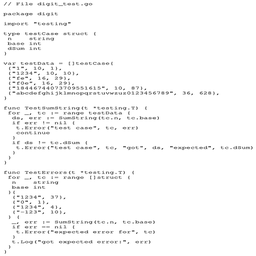 // File digit_test.go

package digit

import "testing"

type testCase struct {
n string
base int
dSum int
}

var testData = []testCase{
{"1", 10, 1},
{"1234", 10, 10},
{"fe", 16, 29},
{"f0e", 16, 29},
{"18446744073709551615", 10, 87},
{"abcdefghijklmnopqrstuvwxyz0123456789", 36, 628},
}

func TestSumString(t *testing.T) {
for _, tc := range testData {
ds, err := SumString(tc.n, tc.base)
if err != nil {
t.Error("test case", tc, err)
continue
}
if ds != tc.dSum {
t.Error("test case", tc, "got", ds, "expected", tc.dSum)
}
}
}

func TestErrors(t *testing.T) {
for _, tc := range []struct {
n string
base int
}{
{"1234", 37},
{"0", 1},
{"1234", 4},
{"-123", 10},
} {
_, err := SumString(tc.n, tc.base)
if err == nil {
t.Error("expected error for", tc)
}
t.Log("got expected error:", err)
}
}